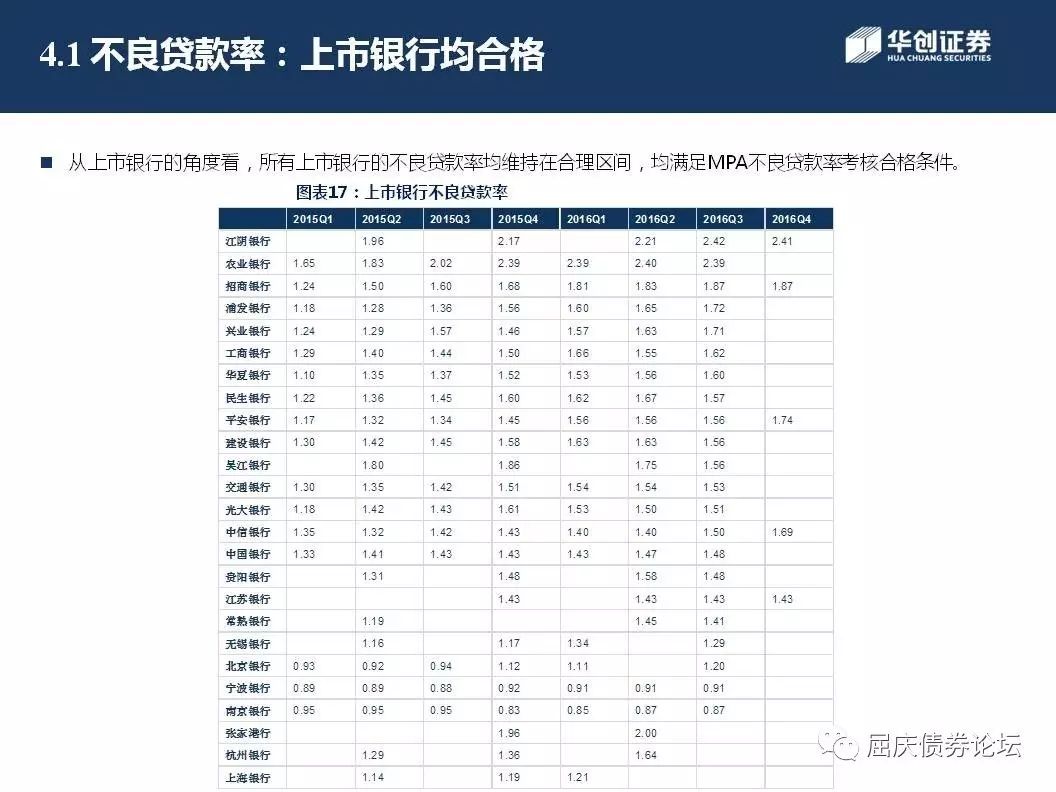 4.1 不良贷款率：上市银行均合格
华创证券
HUA CHUANG SECURITIES
■ 从上市银行的角度看，所有上市银行的不良贷款率均维持在合理区间，均满足MPA不良贷款率考核合格条件。
图表17：上市银行不良贷款率
2015Q1 2015Q2 2015Q3 2015Q4 2016Q1 2016Q2 2016Q3 2016Q4
江阴银行 1.96 2.17 2.21 2.42 2.41
农业银行 1.65 1.83 2.02 2.39 2.39 2.40 2.39
招商银行 1.24 1.50 1.60 1.68 1.81 1.83 1.87 1.87
浦发银行 1.18 1.28 1.36 1.56 1.60 1.65 1.72
兴业银行 1.24 1.29 1.57 1.46 1.57 1.63 1.71
工商银行 1.29 1.40 1.44 1.50 1.66 1.55 1.62
华夏银行 1.10 1.35 1.37 1.52 1.53 1.56 1.60
民生银行 1.22 1.36 1.45 1.60 1.62 1.67 1.57
平安银行 1.17 1.32 1.34 1.45 1.56 1.56 1.56 1.74
建设银行 1.30 1.42 1.45 1.58 1.63 1.63 1.56
吴江银行 1.80 1.86 1.75 1.56
交通银行 1.30 1.35 1.42 1.51 1.54 1.54 1.53
光大银行 1.18 1.42 1.43 1.61 1.53 1.50 1.51
中信银行 1.35 1.32 1.42 1.43 1.40 1.40 1.50 1.69
中国银行 1.33 1.41 1.43 1.43 1.43 1.47 1.48
贵阳银行 1.31 1.48 1.58 1.48
江苏银行 1.43 1.43 1.43 1.43
常熟银行 1.19 1.45 1.41
无锡银行 1.16 1.17 1.34 1.29
北京银行 0.93 0.92 0.94 1.12 1.11 1.20
宁波银行 0.89 0.89 0.88 0.92 0.91 0.91 0.91
南京银行 0.95 0.95 0.95 0.83 0.85 0.87 0.87
张家港行 1.96 2.00
杭州银行 1.29 1.36 1.64
上海银行 1.14 1.19 1.21
屈庆债券论坛